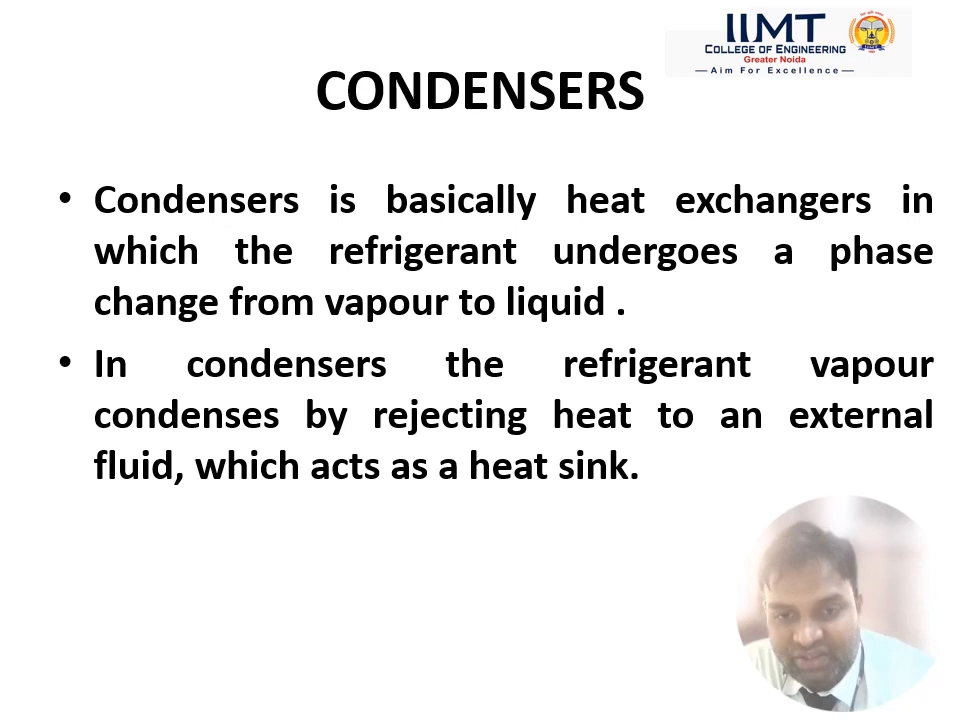 IIMT
COLLEGE OF ENGINEERING
Greater Noida
—Aim For Excellence—
CONDENSERS
• Condensers is basically heat exchangers in
which the refrigerant undergoes a phase
change from vapour to liquid .
• In condensers the refrigerant vapour
condenses by rejecting heat to an external
fluid, which acts as a heat sink.